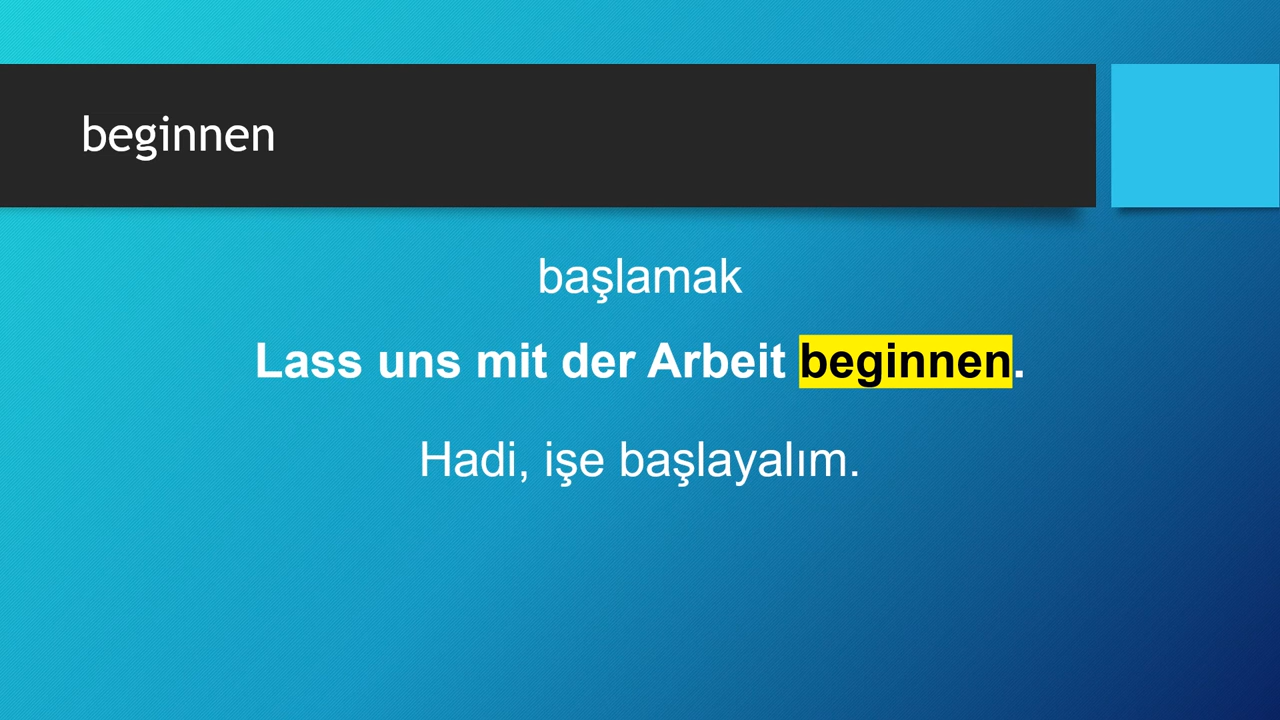 beginnen
başlamak
Lass uns mit der Arbeit beginnen.
Hadi, işe başlayalım.